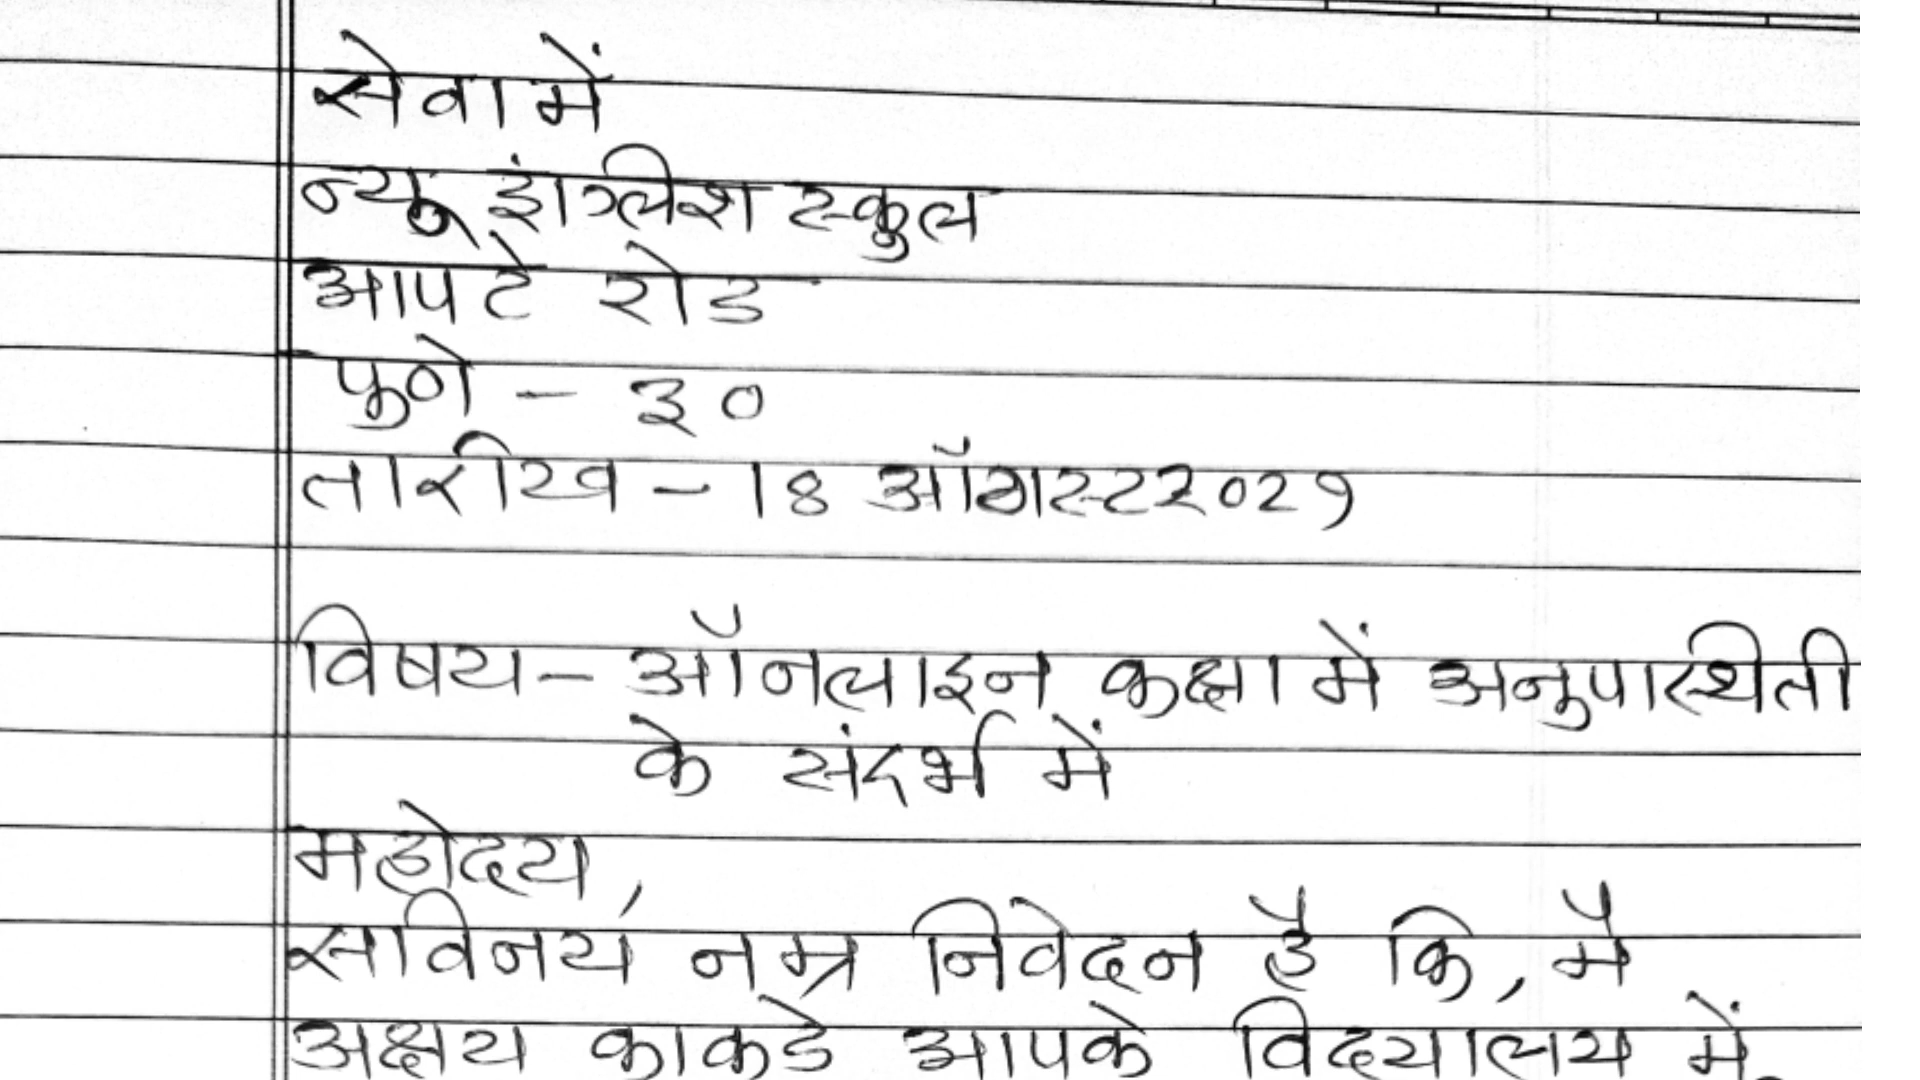 सेवा में
न्यू इंग्लिश स्कुल
आपटे रोड
पुणे - ३०
तारीख - 18 ऑगस्ट २०२१
विषय - ऑनलाइन कक्षा में अनुपस्थिती
के संदर्भ में
महोदय,
सविनय नम्र निवेदन है कि, मै
अक्षय काकडे आपके विद्यालय में